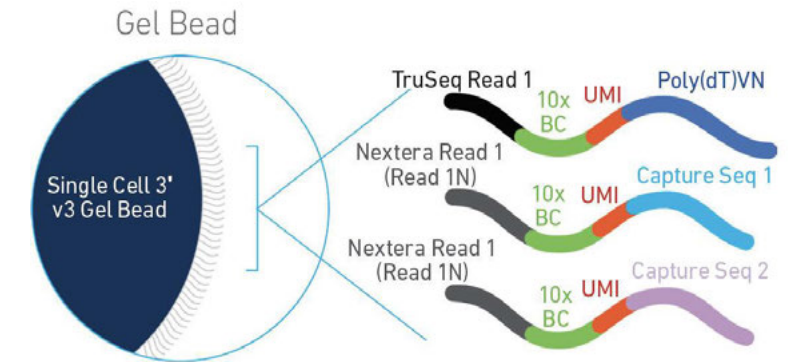 Gel Bead
Single Cell 3'
v3 Gel Bead
TruSeq Read 1
10x
BC
UMI
Poly(dT)VN
Nextera Read 1
(Read 1N)
10x
BC
UMI
Capture Seq 1
Nextera Read 1
(Read 1N)
10x
BC
UMI
Capture Seq 2